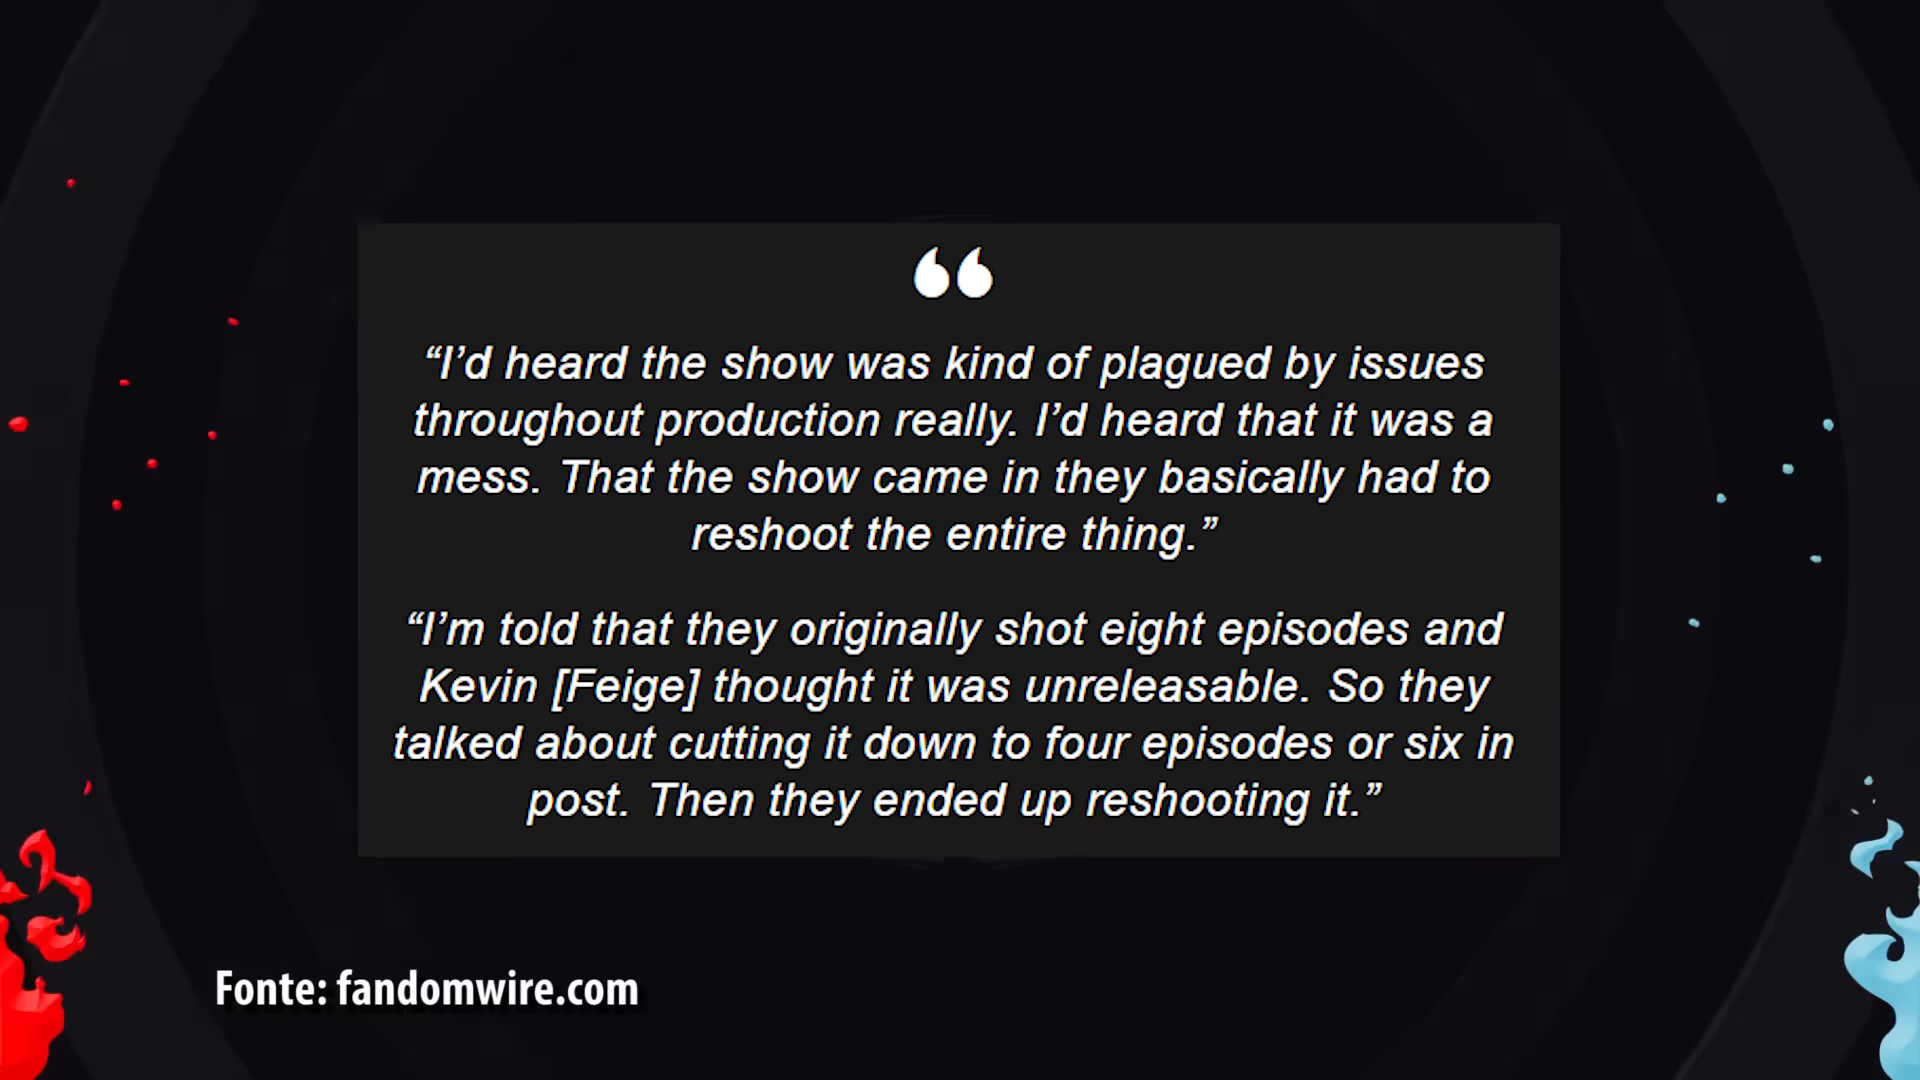 “I’d heard the show was kind of plagued by issues
throughout production really. I’d heard that it was a
mess. That the show came in they basically had to
reshoot the entire thing.”
“I’m told that they originally shot eight episodes and
Kevin [Feige] thought it was unreleasable. So they
talked about cutting it down to four episodes or six in
post. Then they ended up reshooting it.”
Fonte: fandomwire.com